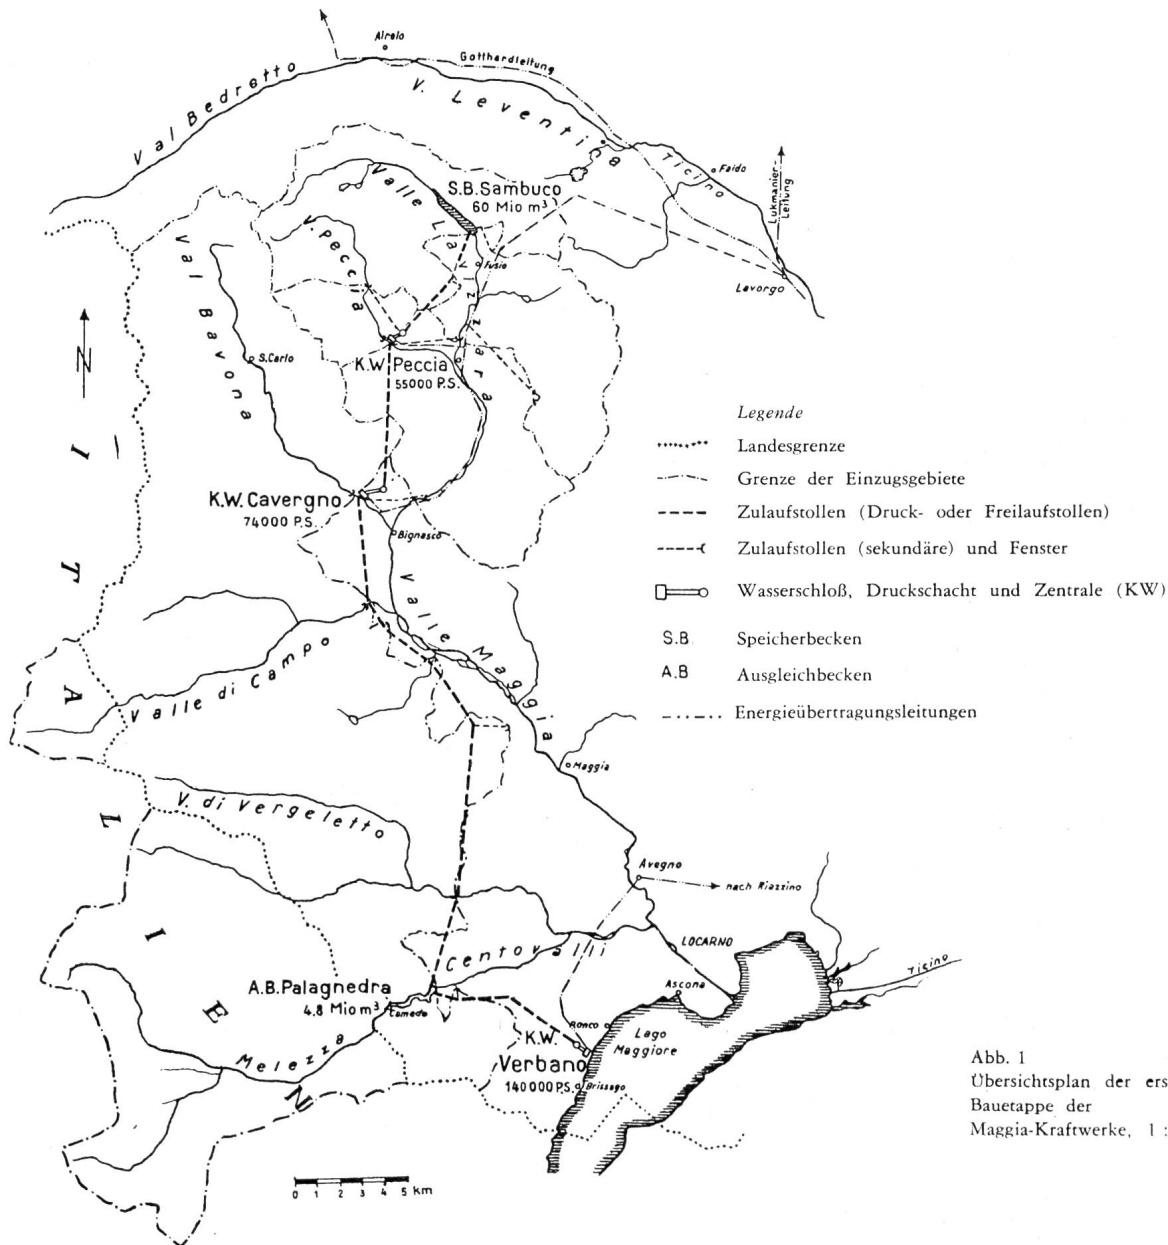 Airolo
Gotthardleitung
Val Bedretto
V. Leventina
Ticino
Faido
Lukmanier
Leitung
Lavorgo
Valle Lavizzara
S.B. Sambuco
60 Mio m³
Fusio
V. Peccia
Val Bavona
S. Carlo
K.W. Peccia
55000 P.S.
N
K.W. Cavergno
74000 P.S.
Bignasco
Valle Maggia
Valle di Campo
Maggia
V. di Vergeletto
Avegno
nach Riazzino
LOCARNO
Centovalli
Ascona
Ticino
A.B. Palagnedra
4.8 Mio m³
Camedo
Melezza
Ronco
Lago
Maggiore
K.W.
Verbano
140000 P.S.
Brissago
ITALIEN
0 1 2 3 4 5 km
Legende
Landesgrenze
Grenze der Einzugsgebiete
Zulaufstollen (Druck- oder Freilaufstollen)
Zulaufstollen (sekundäre) und Fenster
Wasserschloß, Druckschacht und Zentrale (KW)
S.B. Speicherbecken
A.B Ausgleichbecken
Energieübertragungsleitungen
Abb. 1
Übersichtsplan der ers
Bauetappe der
Maggia-Kraftwerke, 1 :